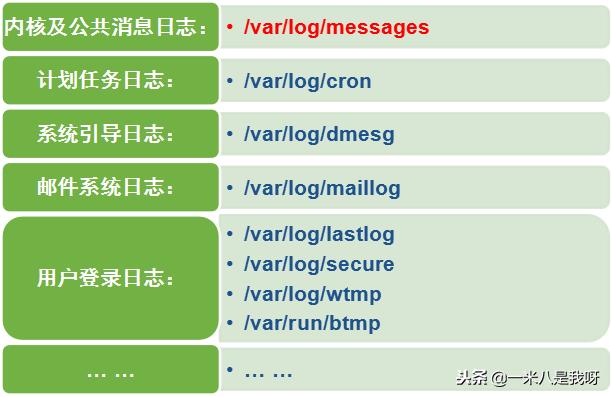 内核及公共消息日志： • /var/log/messages
计划任务日志： • /var/log/cron
系统引导日志： • /var/log/dmesg
邮件系统日志： • /var/log/maillog
用户登录日志： • /var/log/lastlog
• /var/log/secure
• /var/log/wtmp
• /var/run/btmp
… … • … …
头条 @一米八是我呀